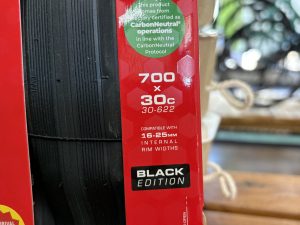 This product
comes from
company certified as
CarbonNeutral®
operations
in line with the
CarbonNeutral
Protocol
700
×
30c
30-622
COMPATIBLE WITH
16-25MM
INTERNAL
RIM WIDTHS
BLACK
EDITION